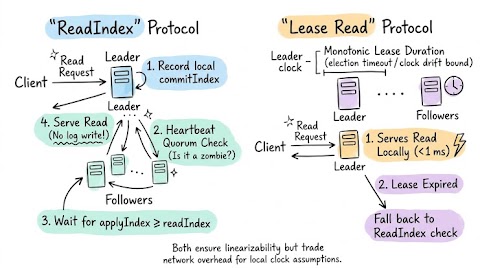 "ReadIndex" Protocol
Leader
Read
Request
Client
1. Record local
commitIndex
Leader
4. Serve Read
(No log write!)
2. Heartbeat
Quorum Check
(Is it a zombie?)
Followers
3. Wait for applyIndex ≥ readIndex
"Lease Read" Protocol
Leader
clock
Monotonic Lease Duration
(election timeout/clock drift bound)
Leader
Followers
Read
Request
Client
1. Serves Read
Locally (<1 ms)
Leader
2. Lease Expired
Fall back to
ReadIndex check
Both ensure linearizability but trade
network overhead for local clock assumptions.